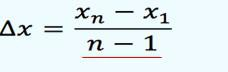 Δx = (xₙ − x₁) / (n − 1)